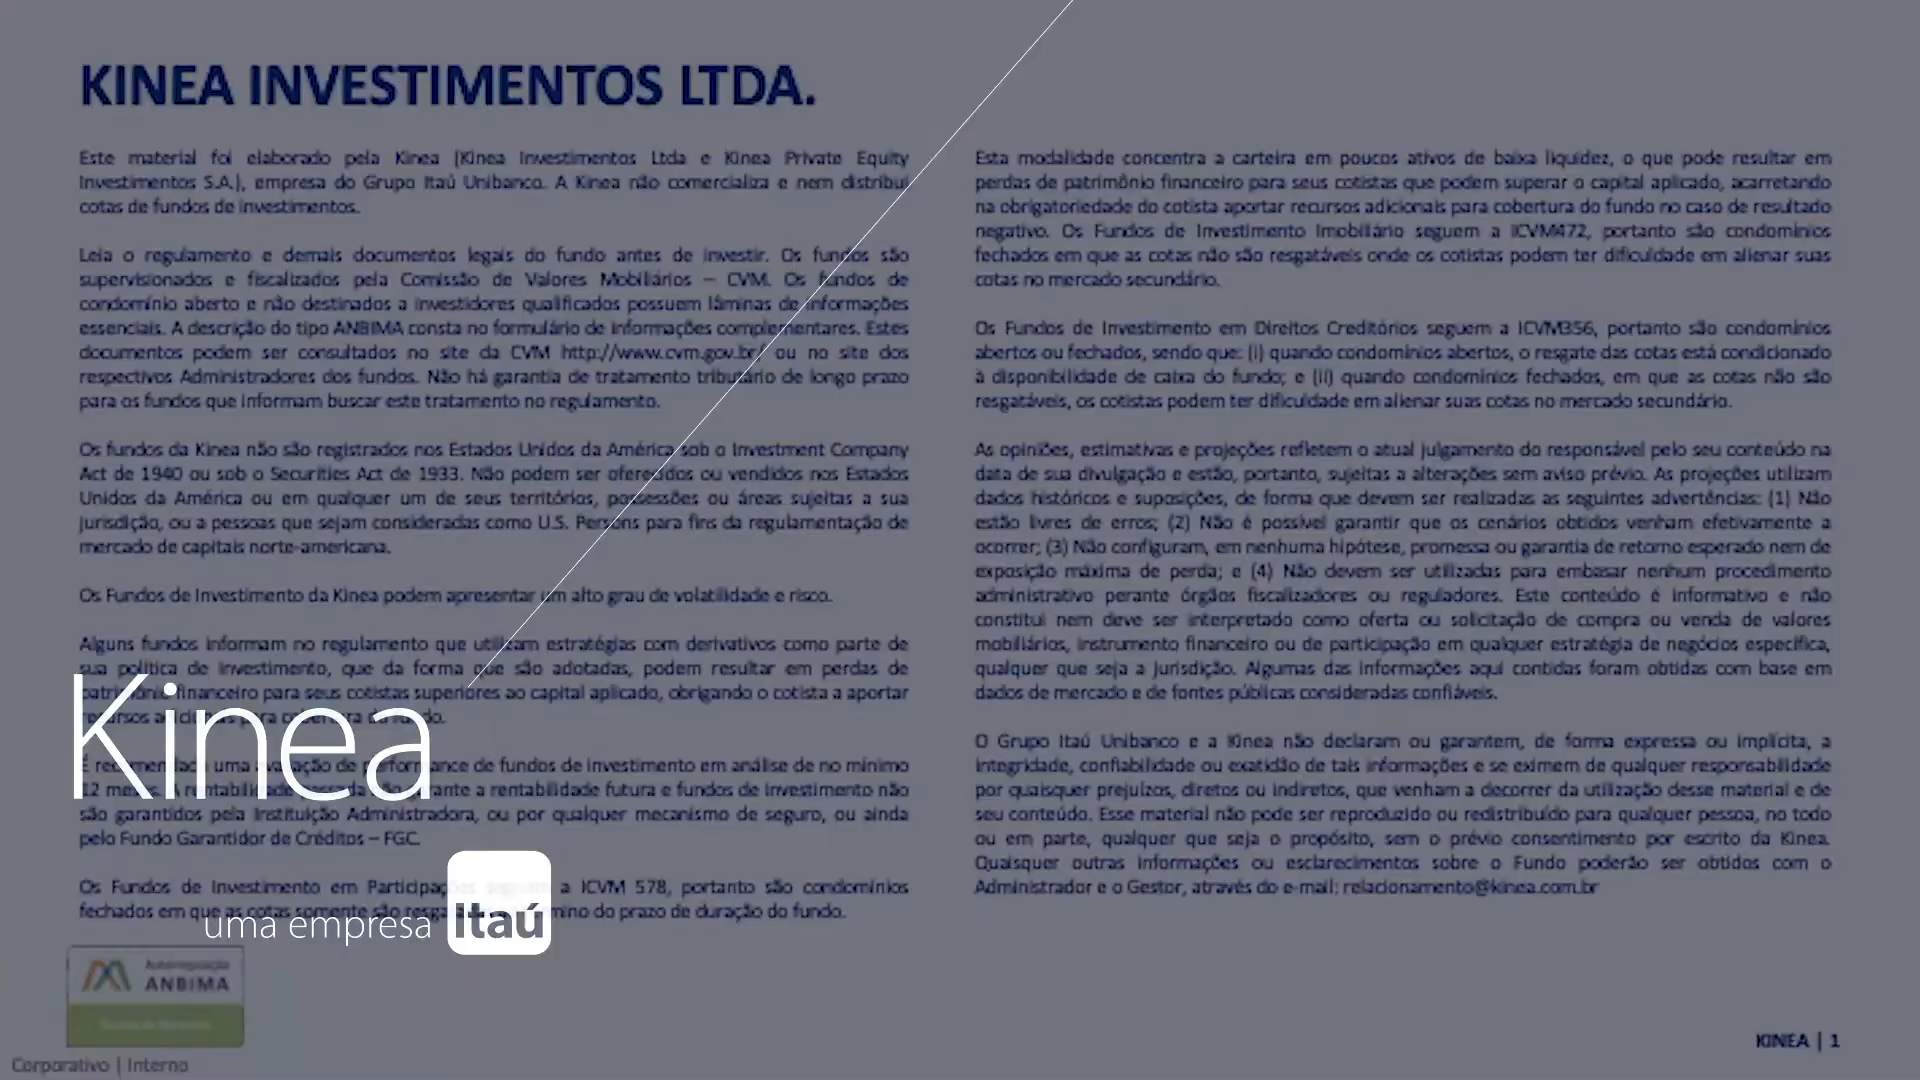 KINEA INVESTIMENTOS LTDA.
Este material foi elaborado pela Kinea (Kinea Investimentos Ltda e Kinea Private Equity
Investimentos S.A.), empresa do Grupo Itaú Unibanco. A Kinea não comercializa e nem distribui
cotas de fundos de investimentos.
Leia o regulamento e demais documentos legais do fundo antes de investir. Os fundos são
supervisionados e fiscalizados pela Comissão de Valores Mobiliários – CVM. Os fundos de
condomínio aberto e não destinados a investidores qualificados possuem lâminas de informações
essenciais. A descrição do tipo ANBIMA consta no formulário de informações complementares. Estes
documentos podem ser consultados no site da CVM http://www.cvm.gov.br/ ou no site dos
respectivos Administradores dos fundos. Não há garantia de tratamento tributário de longo prazo
para os fundos que informam buscar este tratamento no regulamento.
Os fundos da Kinea não são registrados nos Estados Unidos da América sob o Investment Company
Act de 1940 ou sob o Securities Act de 1933. Não podem ser oferecidos ou vendidos nos Estados
Unidos da América ou em qualquer um de seus territórios, possessões ou áreas sujeitas a sua
jurisdição, ou a pessoas que sejam consideradas como U.S. Persons para fins da regulamentação de
mercado de capitais norte-americana.
Os Fundos de Investimento da Kinea podem apresentar um alto grau de volatilidade e risco.
Alguns fundos informam no regulamento que utilizam estratégias com derivativos como parte de
sua política de investimento, que da forma que são adotadas, podem resultar em perdas de
patrimônio financeiro para seus cotistas superiores ao capital aplicado, obrigando o cotista a aportar
recursos adicionais para cobertura do fundo.
É recomendada uma avaliação de performance de fundos de investimento em análise de no mínimo
12 meses. A rentabilidade passada não garante a rentabilidade futura e fundos de investimento não
são garantidos pela Instituição Administradora, ou por qualquer mecanismo de seguro, ou ainda
pelo Fundo Garantidor de Créditos – FGC.
Os Fundos de Investimento em Participações seguem a ICVM 578, portanto são condomínios
fechados em que as cotas somente são resga mino do prazo de duração do fundo.
Kinea
uma empresa Itaú
Autorregulação
ANBIMA
Corporativo | Interno
Esta modalidade concentra a carteira em poucos ativos de baixa liquidez, o que pode resultar em
perdas de patrimônio financeiro para seus cotistas que podem superar o capital aplicado, acarretando
na obrigatoriedade do cotista aportar recursos adicionais para cobertura do fundo no caso de resultado
negativo. Os Fundos de Investimento Imobiliário seguem a ICVM472, portanto são condomínios
fechados em que as cotas não são resgatáveis onde os cotistas podem ter dificuldade em alienar suas
cotas no mercado secundário.
Os Fundos de Investimento em Direitos Creditórios seguem a ICVM356, portanto são condomínios
abertos ou fechados, sendo que: (i) quando condomínios abertos, o resgate das cotas está condicionado
à disponibilidade de caixa do fundo; e (ii) quando condomínios fechados, em que as cotas não são
resgatáveis, os cotistas podem ter dificuldade em alienar suas cotas no mercado secundário.
As opiniões, estimativas e projeções refletem o atual julgamento do responsável pelo seu conteúdo na
data de sua divulgação e estão, portanto, sujeitas a alterações sem aviso prévio. As projeções utilizam
dados históricos e suposições, de forma que devem ser realizadas as seguintes advertências: (1) Não
estão livres de erros; (2) Não é possível garantir que os cenários obtidos venham efetivamente a
ocorrer; (3) Não configuram, em nenhuma hipótese, promessa ou garantia de retorno esperado nem de
exposição máxima de perda; e (4) Não devem ser utilizadas para embasar nenhum procedimento
administrativo perante órgãos fiscalizadores ou reguladores. Este conteúdo é informativo e não
constitui nem deve ser interpretado como oferta ou solicitação de compra ou venda de valores
mobiliários, instrumento financeiro ou de participação em qualquer estratégia de negócios específica,
qualquer que seja a jurisdição. Algumas das informações aqui contidas foram obtidas com base em
dados de mercado e de fontes públicas consideradas confiáveis.
O Grupo Itaú Unibanco e a Kinea não declaram ou garantem, de forma expressa ou implícita, a
integridade, confiabilidade ou exatidão de tais informações e se eximem de qualquer responsabilidade
por quaisquer prejuízos, diretos ou indiretos, que venham a decorrer da utilização desse material e de
seu conteúdo. Esse material não pode ser reproduzido ou redistribuído para qualquer pessoa, no todo
ou em parte, qualquer que seja o propósito, sem o prévio consentimento por escrito da Kinea.
Quaisquer outras informações ou esclarecimentos sobre o Fundo poderão ser obtidos com o
Administrador e o Gestor, através do e-mail: relacionamento@kinea.com.br
KINEA | 1